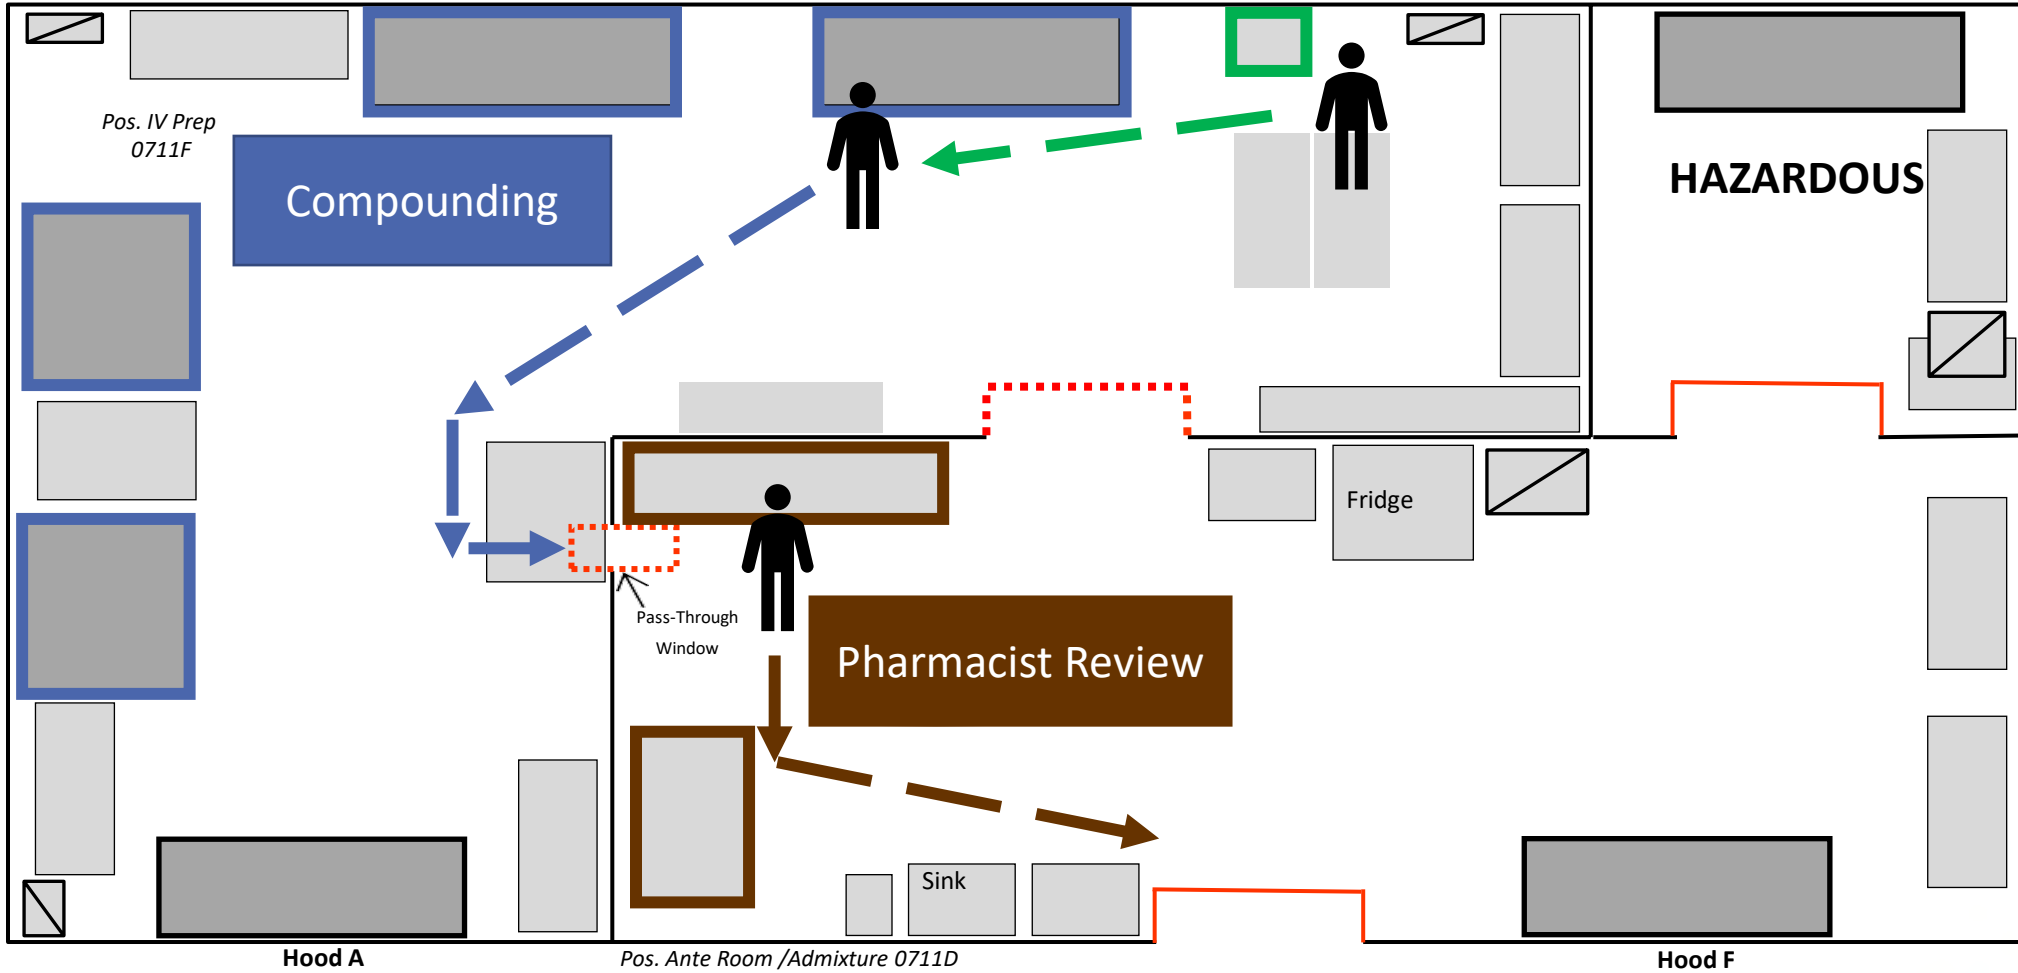 Pos. IV Prep
0711F
Compounding
HAZARDOUS
Fridge
Pass-Through
Window
Pharmacist Review
Sink
Hood A
Pos. Ante Room /Admixture 0711D
Hood F